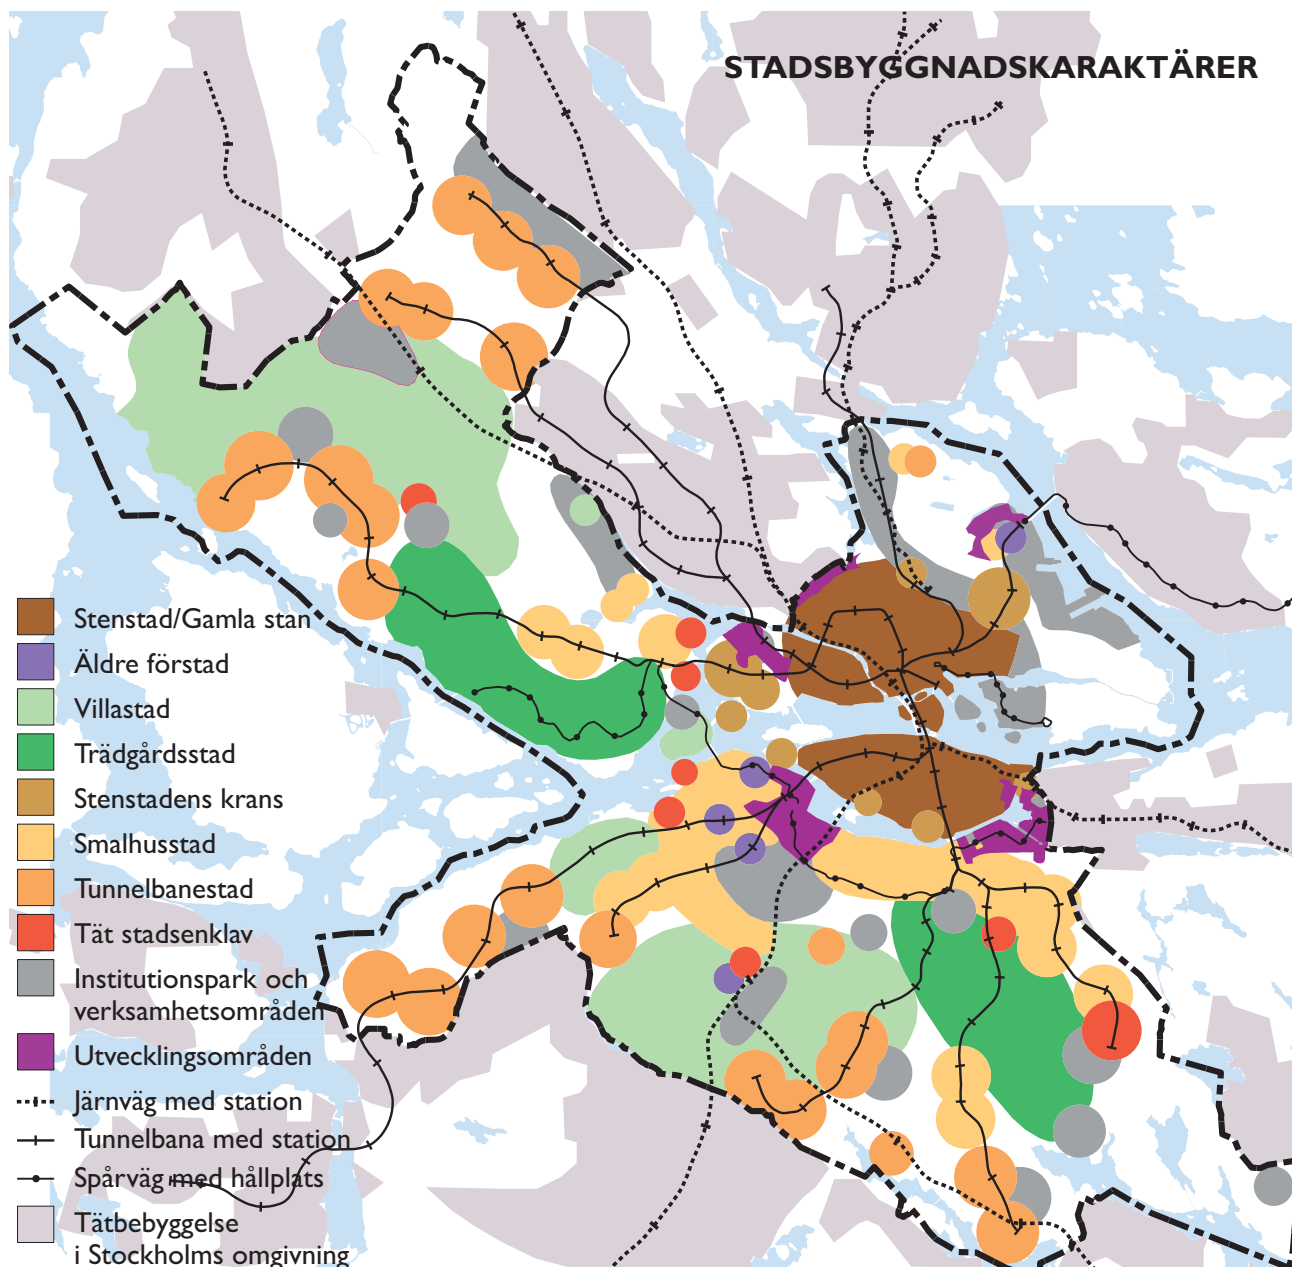 STADSBYGGNADSKARAKTÄRER
Stenstad/Gamla stan
Äldre förstad
Villastad
Trädgårdsstad
Stenstadens krans
Smalhusstad
Tunnelbanestad
Tät stadsenklav
Institutionspark och
verksamhetsområden
Utvecklingsområden
Järnväg med station
Tunnelbana med station
Spårväg med hållplats
Tätbebyggelse
i Stockholms omgivning